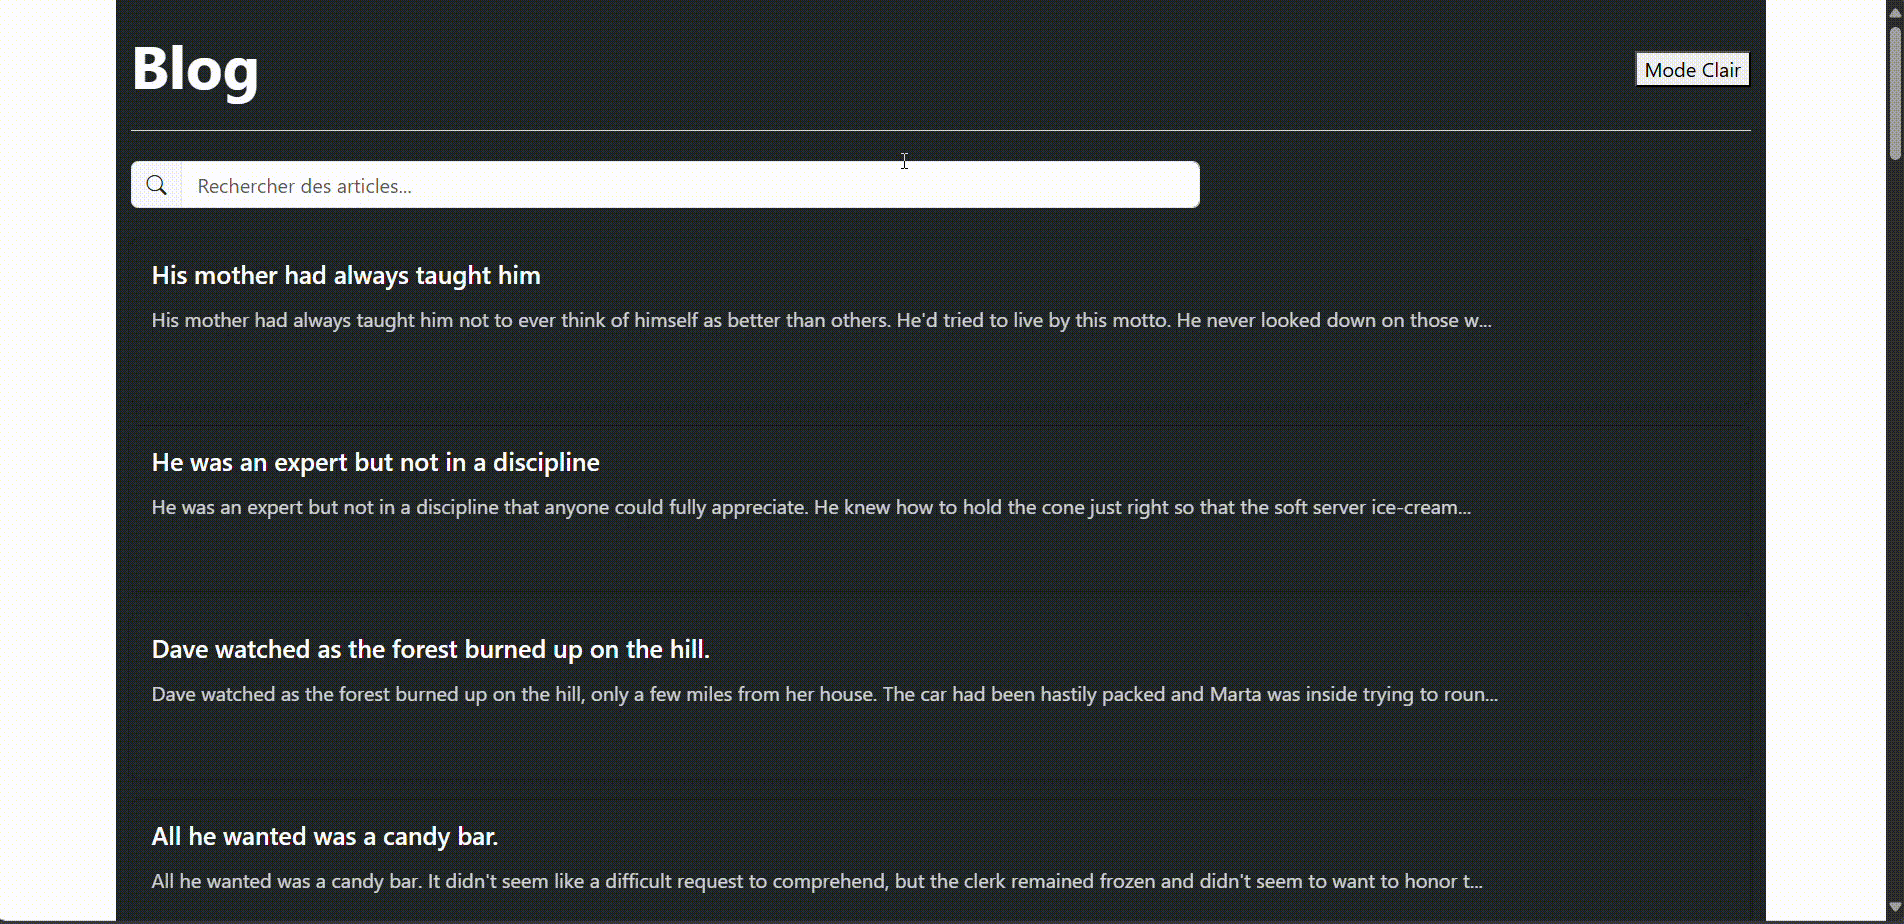 Blog
Mode Clair
Rechercher des articles...
His mother had always taught him
His mother had always taught him not to ever think of himself as better than others. He'd tried to live by this motto. He never looked down on those w...
He was an expert but not in a discipline
He was an expert but not in a discipline that anyone could fully appreciate. He knew how to hold the cone just right so that the soft server ice-cream...
Dave watched as the forest burned up on the hill.
Dave watched as the forest burned up on the hill, only a few miles from her house. The car had been hastily packed and Marta was inside trying to roun...
All he wanted was a candy bar.
All he wanted was a candy bar. It didn't seem like a difficult request to comprehend, but the clerk remained frozen and didn't seem to want to honor t...